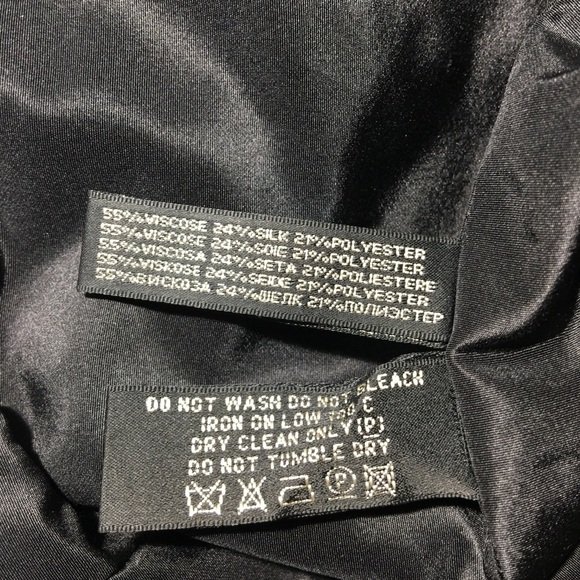 55%VISCOSE 24%SILK 21%POLYESTER
55%VISCOSE 24%SOIE 21%POLYESTER
55%VISCOSA 24%SETA 21%POLIESTERE
55%VISKOSE 24%SEIDE 21%POLYESTER
55%ВИСКОЗА 24%ШЕЛК 21%ПОЛИЭСТЕР
DO NOT WASH DO NOT BLEACH
IRON ON LOW C
DRY CLEAN ONLY (P)
DO NOT TUMBLE DRY
P